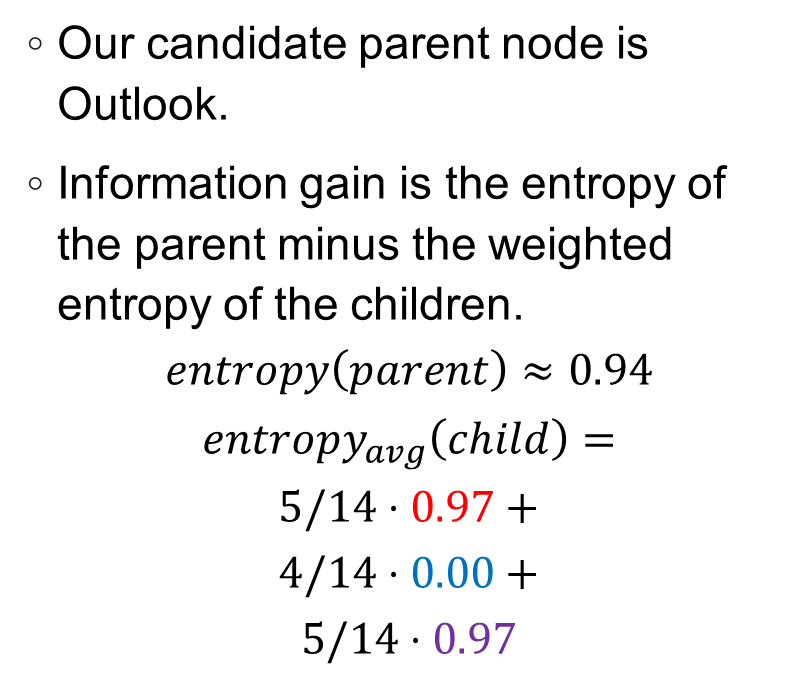 ◦ Our candidate parent node is
Outlook.
◦ Information gain is the entropy of
the parent minus the weighted
entropy of the children.
entropy(parent) ≈ 0.94
entropy_avg(child) =
5/14 · 0.97 +
4/14 · 0.00 +
5/14 · 0.97